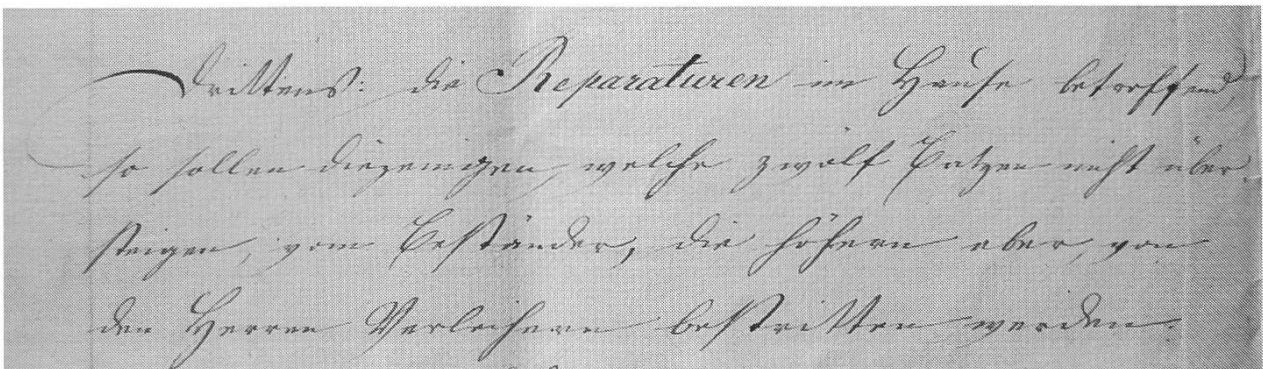 Drittens: die Reparaturen im Hause betreffend,
so sollen diejenigen, welche zwölf Batzen nicht über-
steigen, vom Beständer, die höhern aber, von
den Herren Verleihern bestritten werden.